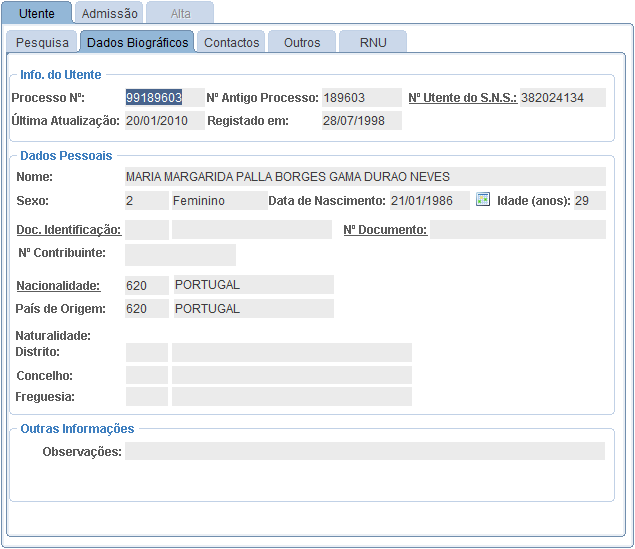 Utente Admissão Alta
Pesquisa Dados Biográficos Contactos Outros RNU
Info. do Utente
Processo Nº: 99189603 Nº Antigo Processo: 189603 Nº Utente do S.N.S.: 382024134
Última Atualização: 20/01/2010 Registado em: 28/07/1998
Dados Pessoais
Nome: MARIA MARGARIDA PALLA BORGES GAMA DURAO NEVES
Sexo: 2 Feminino Data de Nascimento: 21/01/1986 Idade (anos): 29
Doc. Identificação: Nº Documento:
Nº Contribuinte:
Nacionalidade: 620 PORTUGAL
País de Origem: 620 PORTUGAL
Naturalidade:
Distrito:
Concelho:
Freguesia:
Outras Informações
Observações: